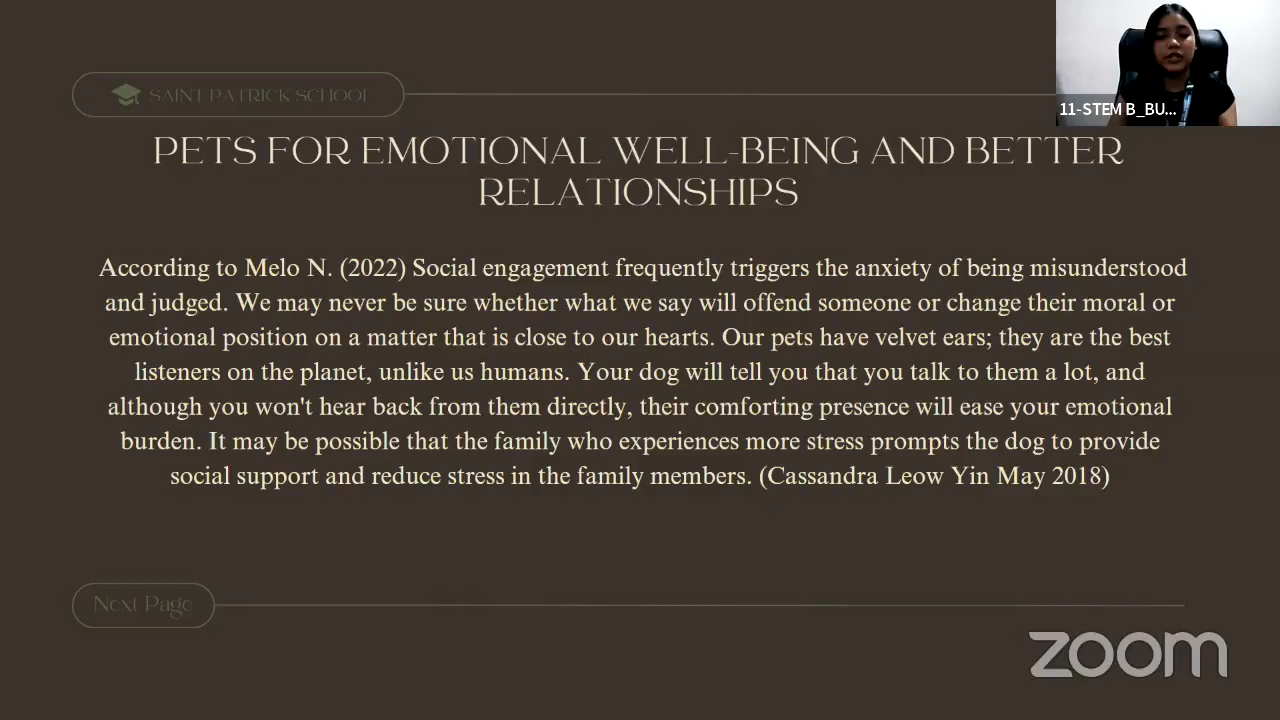 SAINT PATRICK SCHOOL
11-STEM B_BU...
PETS FOR EMOTIONAL WELL-BEING AND BETTER
RELATIONSHIPS
According to Melo N. (2022) Social engagement frequently triggers the anxiety of being misunderstood
and judged. We may never be sure whether what we say will offend someone or change their moral or
emotional position on a matter that is close to our hearts. Our pets have velvet ears; they are the best
listeners on the planet, unlike us humans. Your dog will tell you that you talk to them a lot, and
although you won't hear back from them directly, their comforting presence will ease your emotional
burden. It may be possible that the family who experiences more stress prompts the dog to provide
social support and reduce stress in the family members. (Cassandra Leow Yin May 2018)
Next Page
zoom